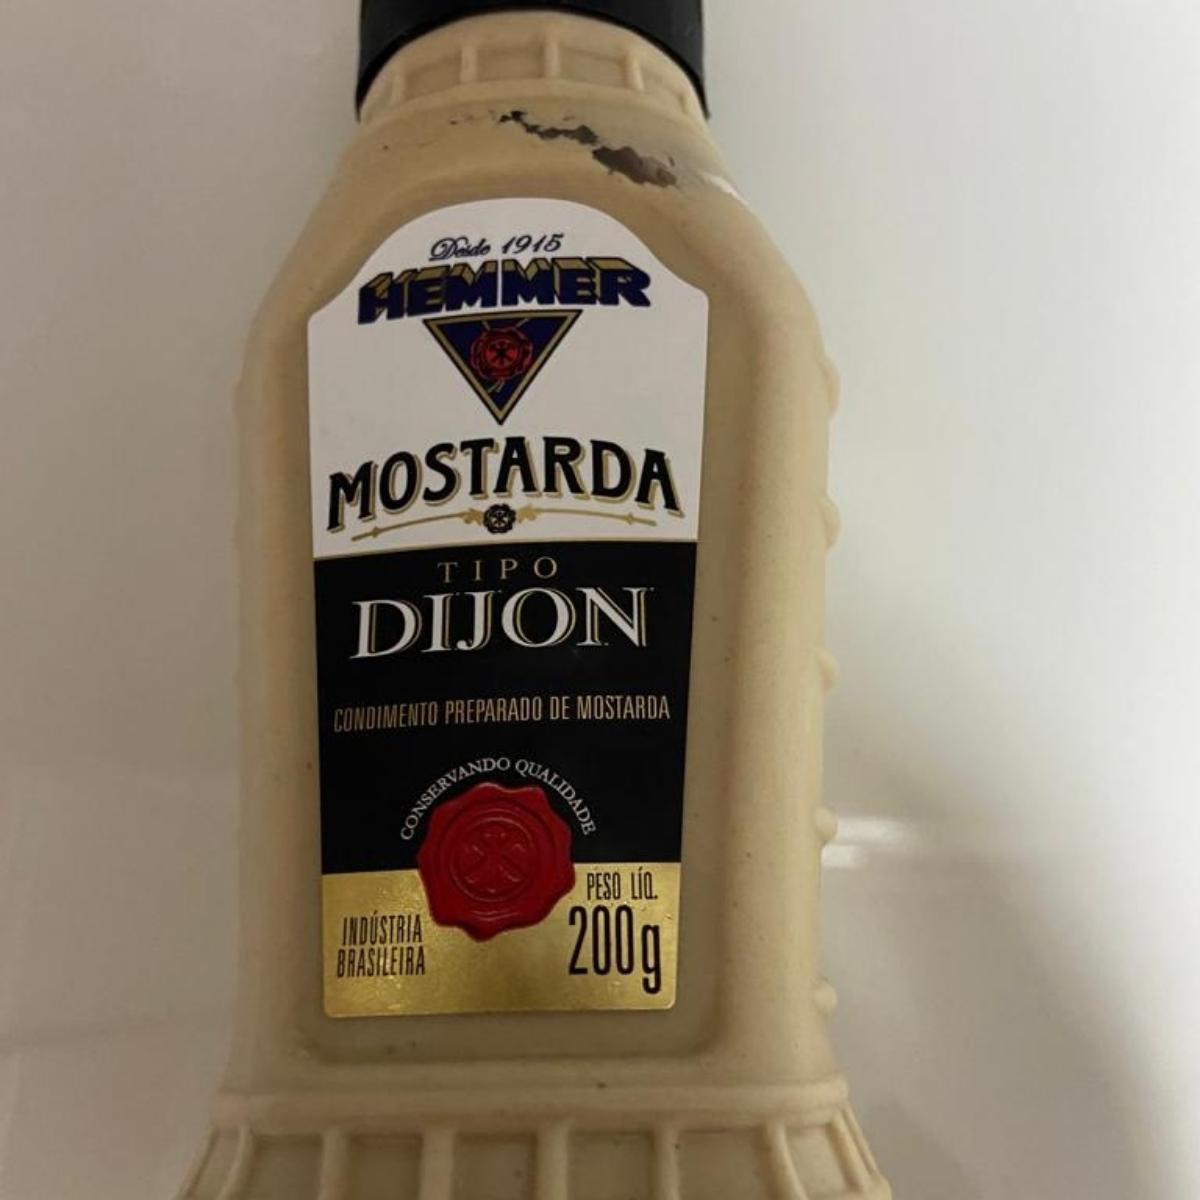 Desde 1915
HEMMER
MOSTARDA
TIPO
DIJON
CONDIMENTO PREPARADO DE MOSTARDA
CONSERVANDO QUALIDADE
INDÚSTRIA
BRASILEIRA
PESO LÍQ.
200g